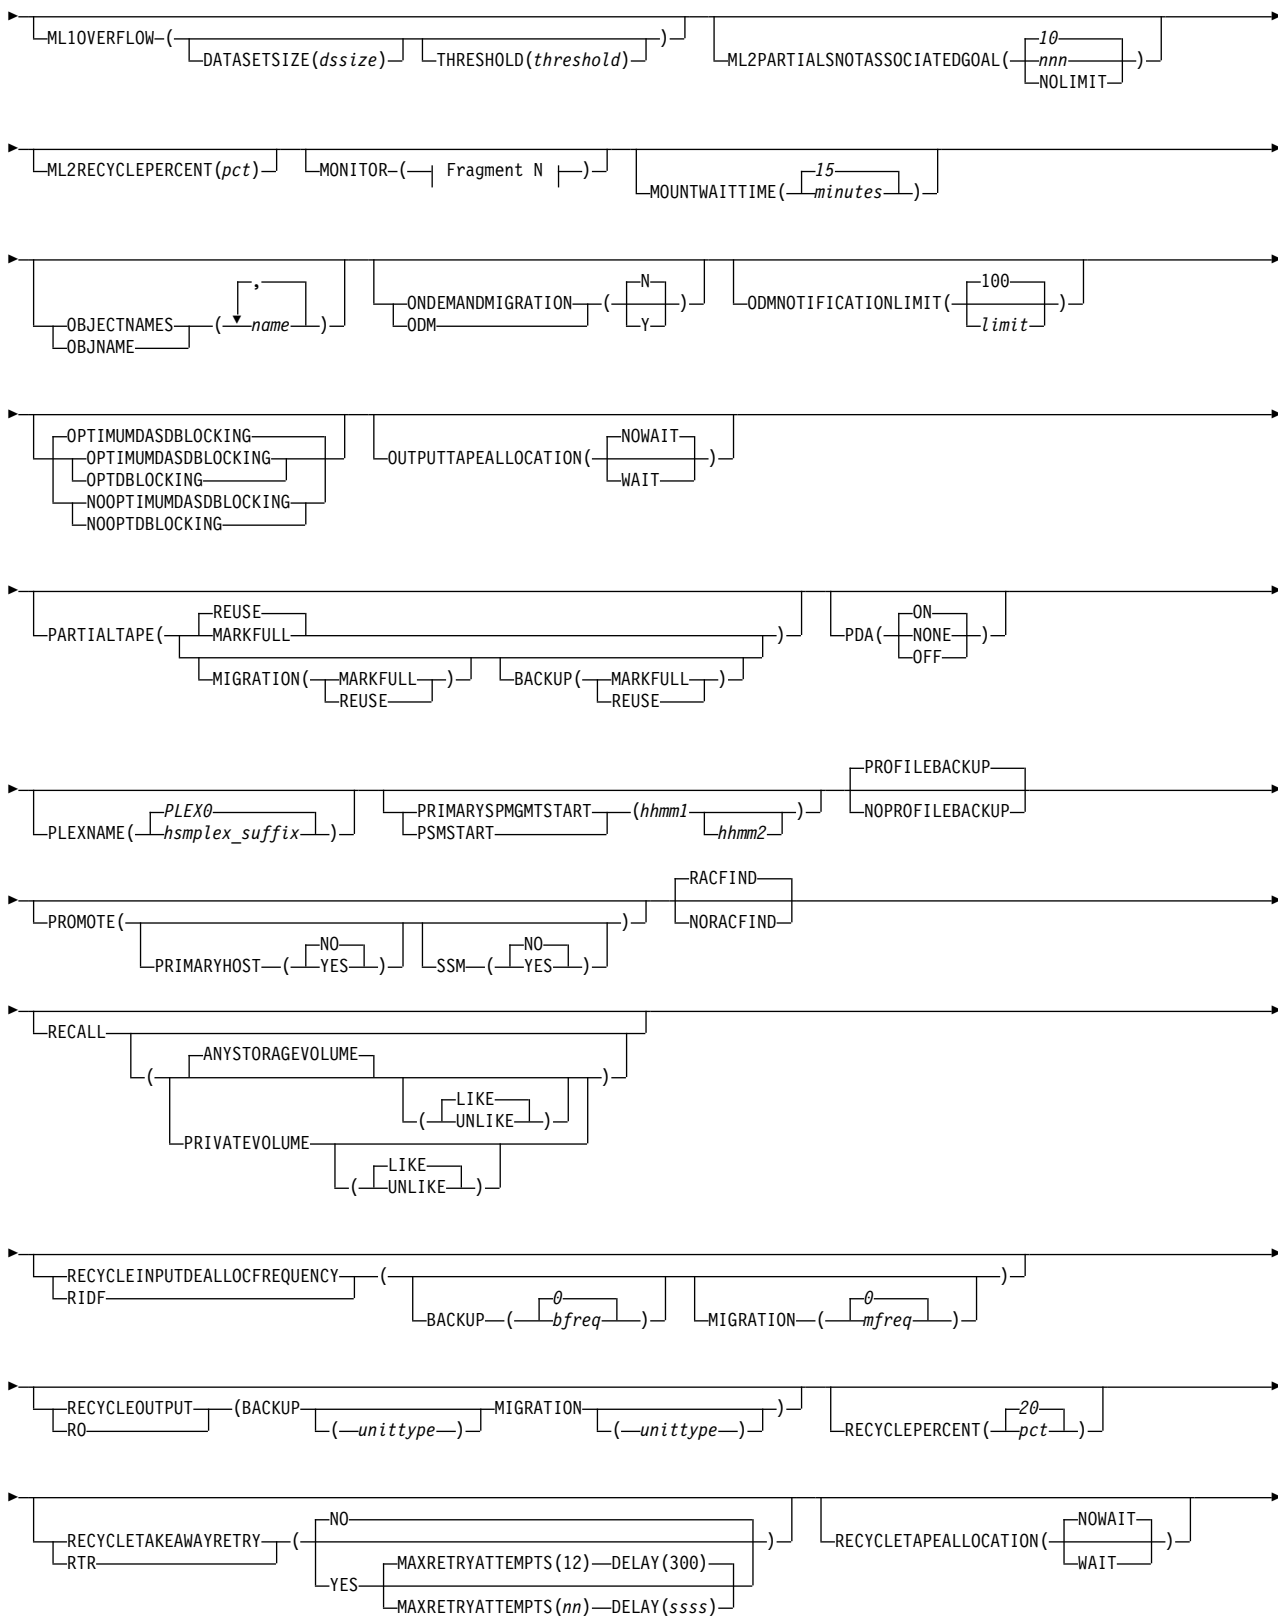 ML1OVERFLOW (DATASETSIZE(dssize) THRESHOLD(threshold)) ML2PARTIALSNOTASSOCIATEDGOAL(10 nnn NOLIMIT)
ML2RECYCLEPERCENT(pct) MONITOR (Fragment N) MOUNTWAITTIME(15 minutes)
OBJECTNAMES OBJNAME (, name) ONDEMANDMIGRATION ODM (N Y) ODMNOTIFICATIONLIMIT(100 limit)
OPTIMUMDASDBLOCKING
OPTIMUMDASDBLOCKING
OPTDBLOCKING
NOOPTIMUMDASDBLOCKING
NOOPTDBLOCKING
OUTPUTTAPEALLOCATION(NOWAIT WAIT)
PARTIALTAPE(REUSE MARKFULL MIGRATION(MARKFULL REUSE) BACKUP(MARKFULL REUSE)) PDA(ON NONE OFF)
PLEXNAME(PLEX0 hsmplex_suffix) PRIMARYSPMGMTSTART PSMSTART (hhmm1 hhmm2) PROFILEBACKUP NOPROFILEBACKUP
PROMOTE(PRIMARYHOST (NO YES) SSM (NO YES)) RACFIND NORACFIND
RECALL
(ANYSTORAGEVOLUME (LIKE UNLIKE))
PRIVATEVOLUME (LIKE UNLIKE)
RECYCLEINPUTDEALLOCFREQUENCY RIDF (BACKUP (0 bfreq) MIGRATION (0 mfreq))
RECYCLEOUTPUT RO (BACKUP (unittype) MIGRATION (unittype)) RECYCLEPERCENT(20 pct)
RECYCLETAKEAWAYRETRY RTR (NO YES MAXRETRYATTEMPTS(12) DELAY(300) MAXRETRYATTEMPTS(nn) DELAY(ssss)) RECYCLETAPEALLOCATION(NOWAIT WAIT)